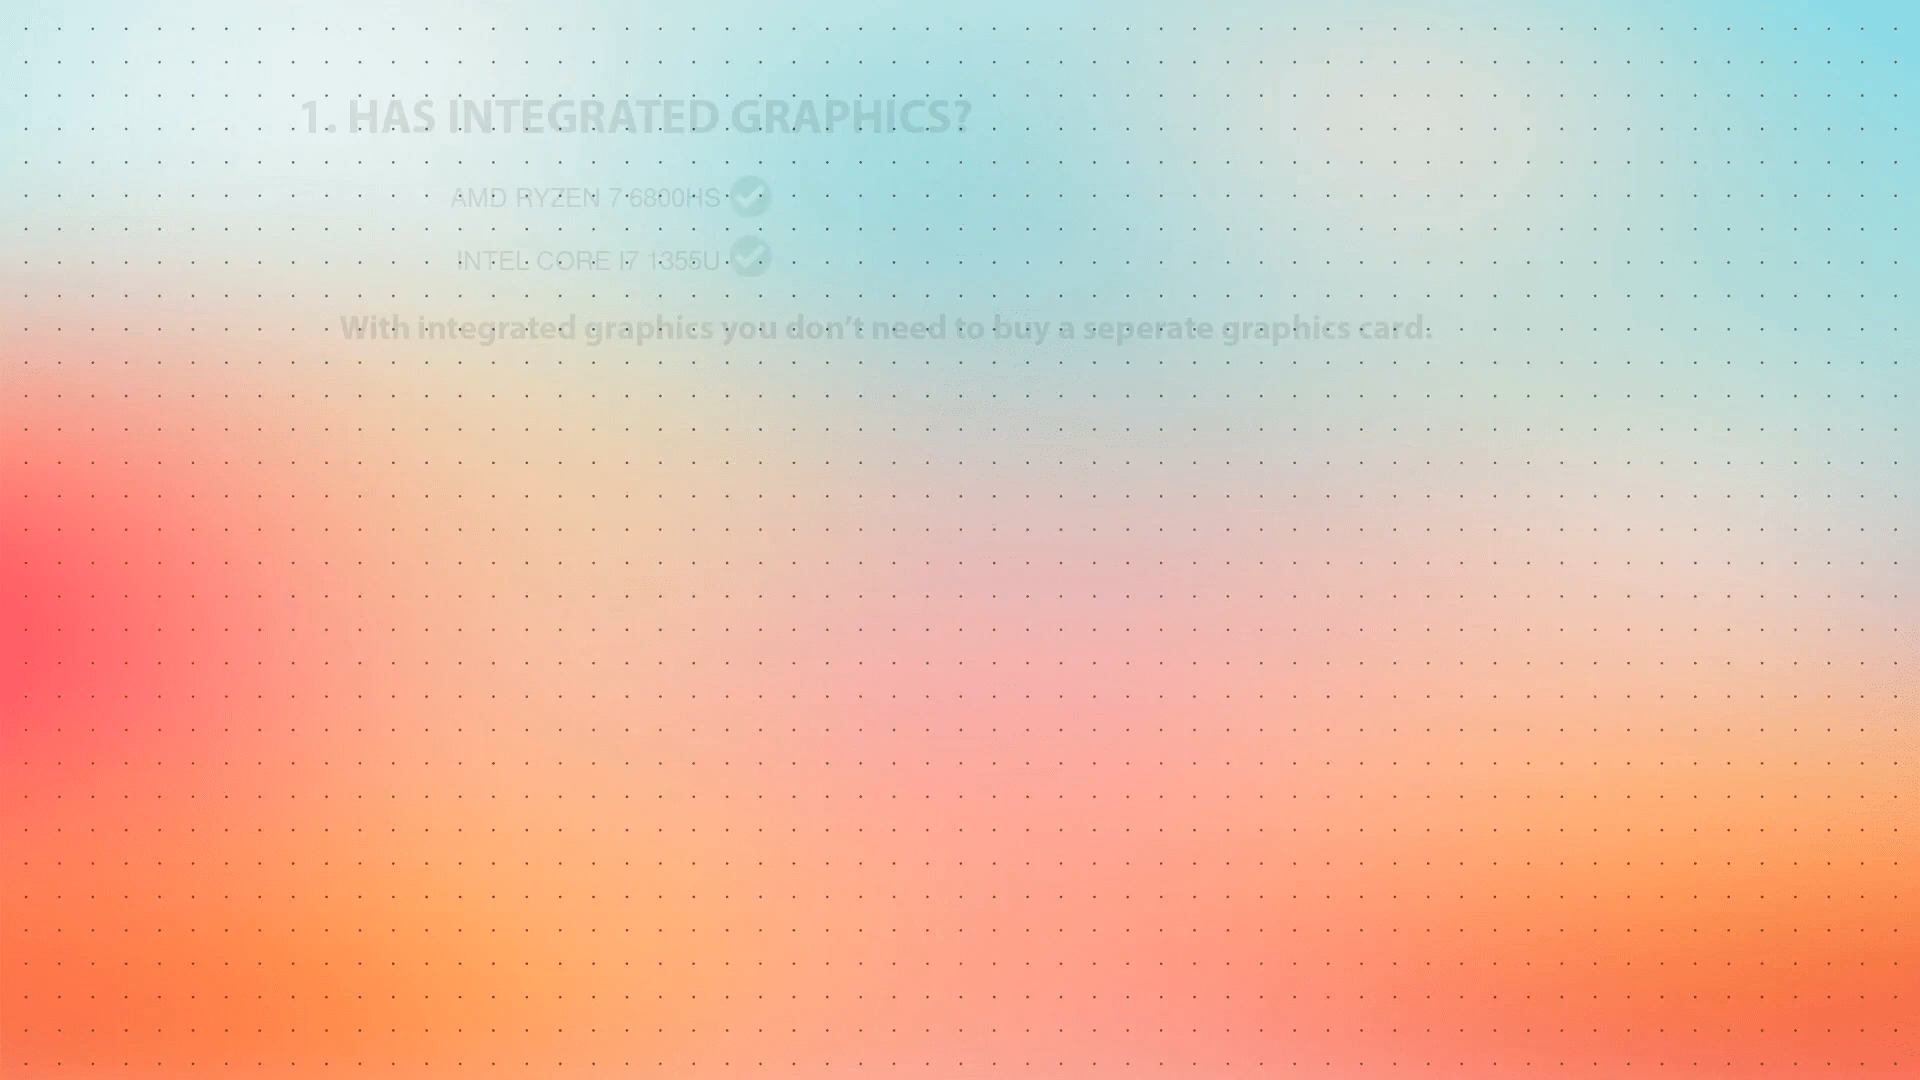 1. HAS INTEGRATED GRAPHICS?
AMD RYZEN 7 6800HS
INTEL CORE I7 1355U
With integrated graphics you don’t need to buy a seperate graphics card.